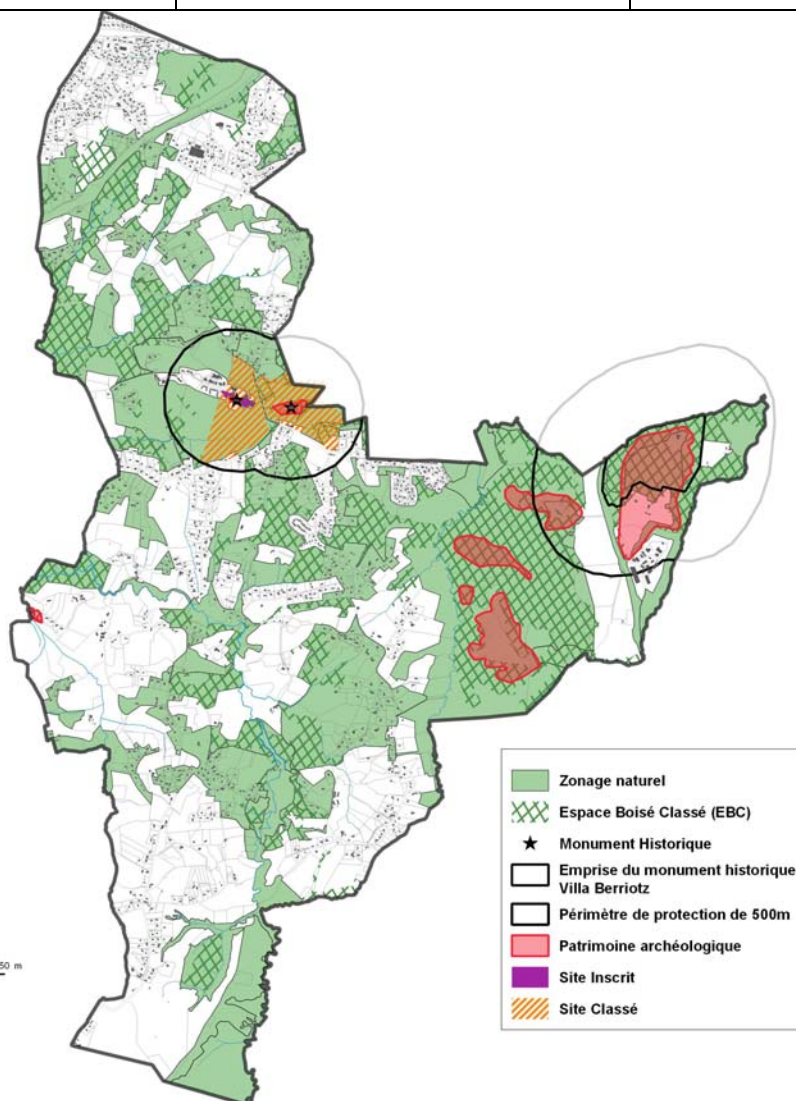 Zonage naturel
Espace Boisé Classé (EBC)
Monument Historique
Emprise du monument historique
Villa Berriotz
Périmètre de protection de 500m
Patrimoine archéologique
50 m
Site Inscrit
Site Classé